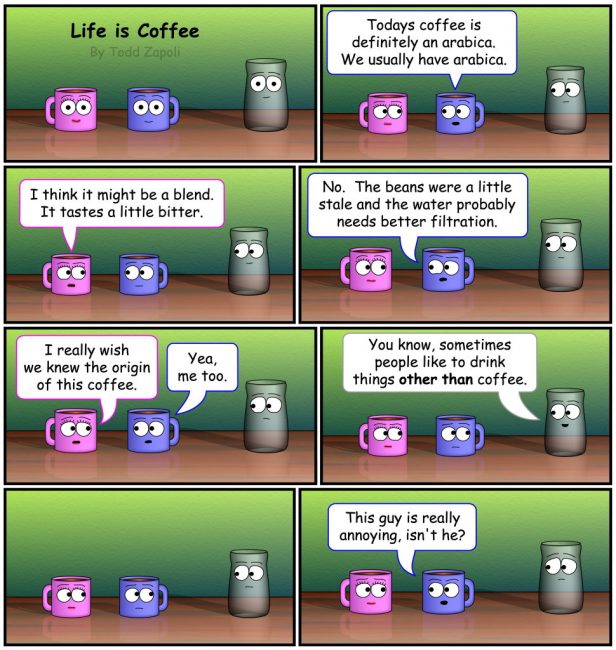 Life is Coffee
By Todd Zapoli
Todays coffee is
definitely an arabica.
We usually have arabica.
I think it might be a blend.
It tastes a little bitter.
No. The beans were a little
stale and the water probably
needs better filtration.
I really wish
we knew the origin
of this coffee.
Yea,
me too.
You know, sometimes
people like to drink
things other than coffee.
This guy is really
annoying, isn't he?